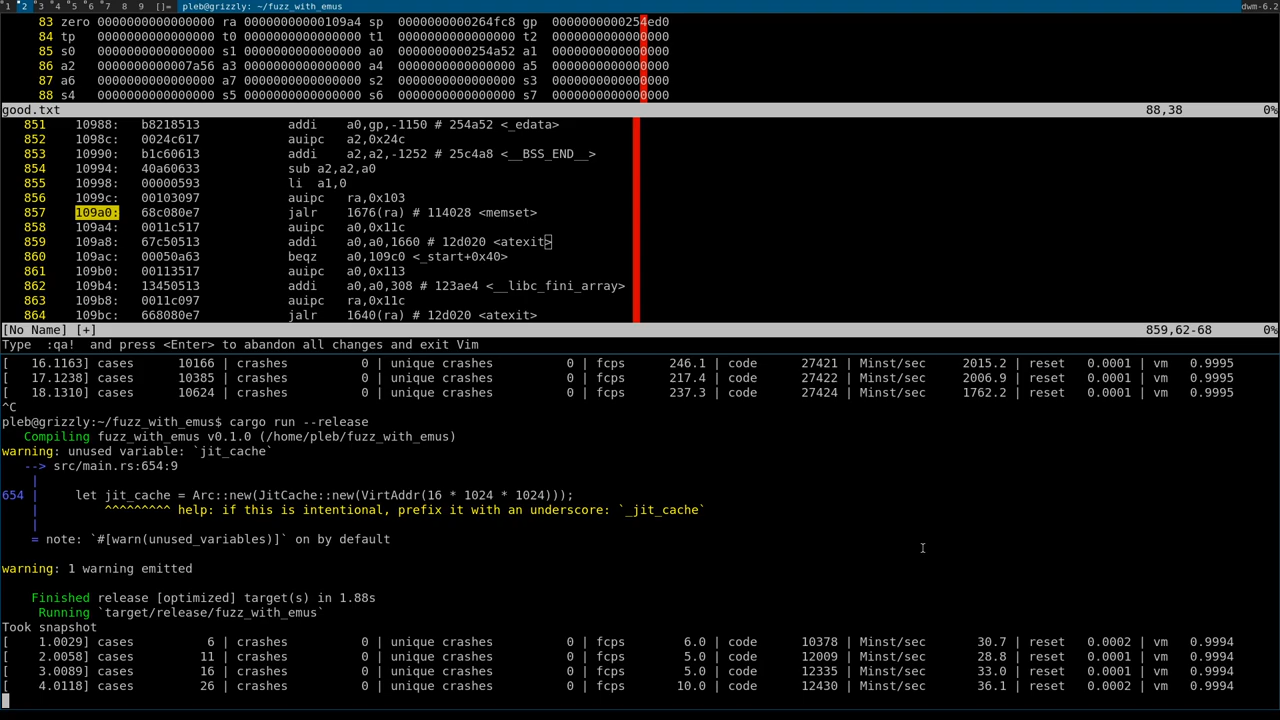 1 2 3 4 5 6 7 8 9 []= pleb@grizzly: ~/fuzz_with_emus dwm-6.2
83 zero 0000000000000000 ra 00000000000109a4 sp 0000000000264fc8 gp 0000000000254ed0
84 tp 0000000000000000 t0 0000000000000000 t1 0000000000000000 t2 0000000000000000
85 s0 0000000000000000 s1 0000000000000000 a0 0000000000254a52 a1 0000000000000000
86 a2 0000000000007a56 a3 0000000000000000 a4 0000000000000000 a5 0000000000000000
87 a6 0000000000000000 a7 0000000000000000 s2 0000000000000000 s3 0000000000000000
88 s4 0000000000000000 s5 0000000000000000 s6 0000000000000000 s7 0000000000000000
good.txt 88,38 0%
851 10988: b8218513 addi a0,gp,-1150 # 254a52 <_edata>
852 1098c: 0024c617 auipc a2,0x24c
853 10990: b1c60613 addi a2,a2,-1252 # 25c4a8 <__BSS_END__>
854 10994: 40a60633 sub a2,a2,a0
855 10998: 00000593 li a1,0
856 1099c: 00103097 auipc ra,0x103
857 109a0: 68c080e7 jalr 1676(ra) # 114028 <memset>
858 109a4: 0011c517 auipc a0,0x11c
859 109a8: 67c50513 addi a0,a0,1660 # 12d020 <atexit>
860 109ac: 00050a63 beqz a0,109c0 <_start+0x40>
861 109b0: 00113517 auipc a0,0x113
862 109b4: 13450513 addi a0,a0,308 # 123ae4 <__libc_fini_array>
863 109b8: 0011c097 auipc ra,0x11c
864 109bc: 668080e7 jalr 1640(ra) # 12d020 <atexit>
[No Name] [+] 859,62-68 0%
Type :qa! and press <Enter> to abandon all changes and exit Vim
[ 16.1163] cases 10166 | crashes 0 | unique crashes 0 | fcps 246.1 | code 27421 | Minst/sec 2015.2 | reset 0.0001 | vm 0.9995
[ 17.1238] cases 10385 | crashes 0 | unique crashes 0 | fcps 217.4 | code 27422 | Minst/sec 2006.9 | reset 0.0001 | vm 0.9995
[ 18.1310] cases 10624 | crashes 0 | unique crashes 0 | fcps 237.3 | code 27424 | Minst/sec 1762.2 | reset 0.0001 | vm 0.9995
^C
pleb@grizzly:~/fuzz_with_emus$ cargo run --release
Compiling fuzz_with_emus v0.1.0 (/home/pleb/fuzz_with_emus)
warning: unused variable: `jit_cache`
--> src/main.rs:654:9
|
654 | let jit_cache = Arc::new(JitCache::new(VirtAddr(16 * 1024 * 1024)));
| ^^^^^^^^^ help: if this is intentional, prefix it with an underscore: `_jit_cache`
|
= note: `#[warn(unused_variables)]` on by default
warning: 1 warning emitted
Finished release [optimized] target(s) in 1.88s
Running `target/release/fuzz_with_emus`
Took snapshot
[ 1.0029] cases 6 | crashes 0 | unique crashes 0 | fcps 6.0 | code 10378 | Minst/sec 30.7 | reset 0.0002 | vm 0.9994
[ 2.0058] cases 11 | crashes 0 | unique crashes 0 | fcps 5.0 | code 12009 | Minst/sec 28.8 | reset 0.0001 | vm 0.9994
[ 3.0089] cases 16 | crashes 0 | unique crashes 0 | fcps 5.0 | code 12335 | Minst/sec 33.0 | reset 0.0001 | vm 0.9994
[ 4.0118] cases 26 | crashes 0 | unique crashes 0 | fcps 10.0 | code 12430 | Minst/sec 36.1 | reset 0.0002 | vm 0.9994